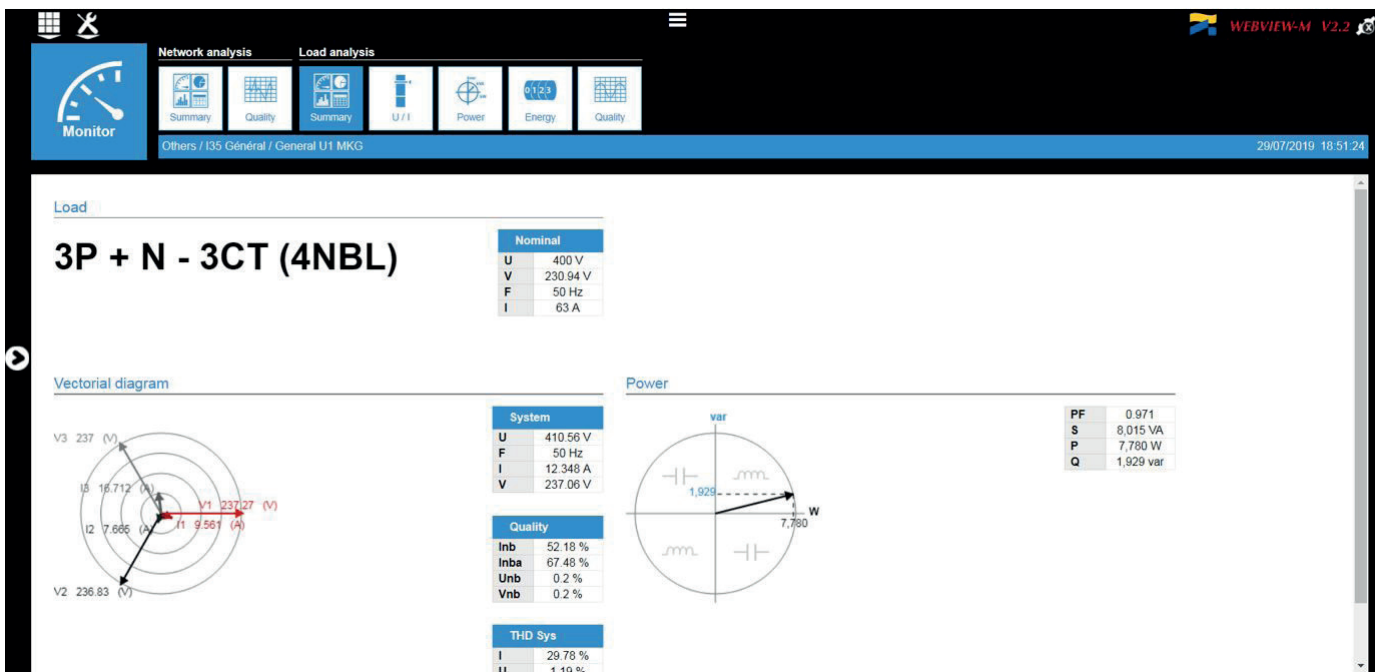 WEBVIEW-M V2.2
Network analysis Load analysis
Monitor
Summary Quality Summary U / I Power Energy Quality
Others / I35 Général / General U1 MKG 29/07/2019 18:51:24
Load
3P + N - 3CT (4NBL)
Nominal
U 400 V
V 230.94 V
F 50 Hz
I 63 A
Vectorial diagram
V3 237 (V)
I3 16.712 (A)
V1 237.27 (V)
I1 9.561 (A)
I2 7.665 (A)
V2 236.83 (V)
System
U 410.56 V
F 50 Hz
I 12.348 A
V 237.06 V
Quality
Inb 52.18 %
Inba 67.48 %
Unb 0.2 %
Vnb 0.2 %
THD Sys
I 29.78 %
U 1.19 %
Power
var
1,929
W
7,780
PF 0.971
S 8,015 VA
P 7,780 W
Q 1,929 var